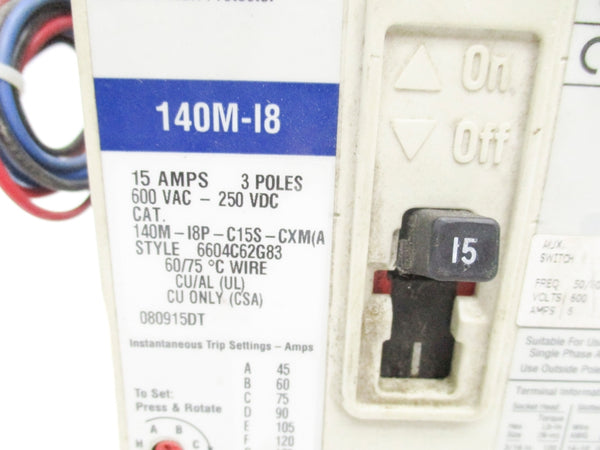 140M-I8
15 AMPS 3 POLES
600 VAC – 250 VDC
CAT.
140M–I8P–C15S–CXM(A
STYLE 6604C62G83
60/75 °C WIRE
CU/AL (UL)
CU ONLY (CSA)
080915DT
Instantaneous Trip Settings – Amps
A 45
B 60
C 75
D 90
E 105
F 120
To Set:
Press & Rotate
A
B
C
H
On
Off
15
AUX.
SWITCH
FREQ 50/
VOLTS 600
AMPS 6
Suitable For Use
Single Phase A
Use Outside Pole
Terminal Informat